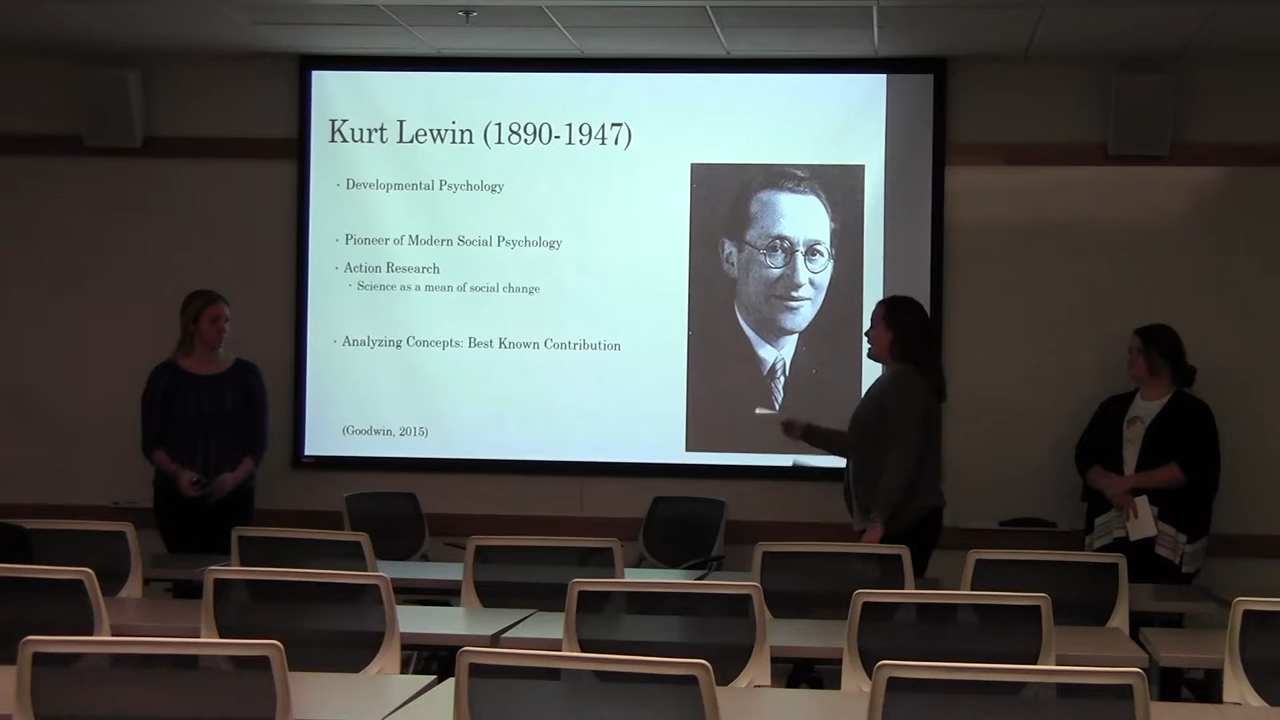 Kurt Lewin (1890-1947)
· Developmental Psychology
· Pioneer of Modern Social Psychology
· Action Research
· Science as a mean of social change
· Analyzing Concepts: Best Known Contribution
(Goodwin, 2015)